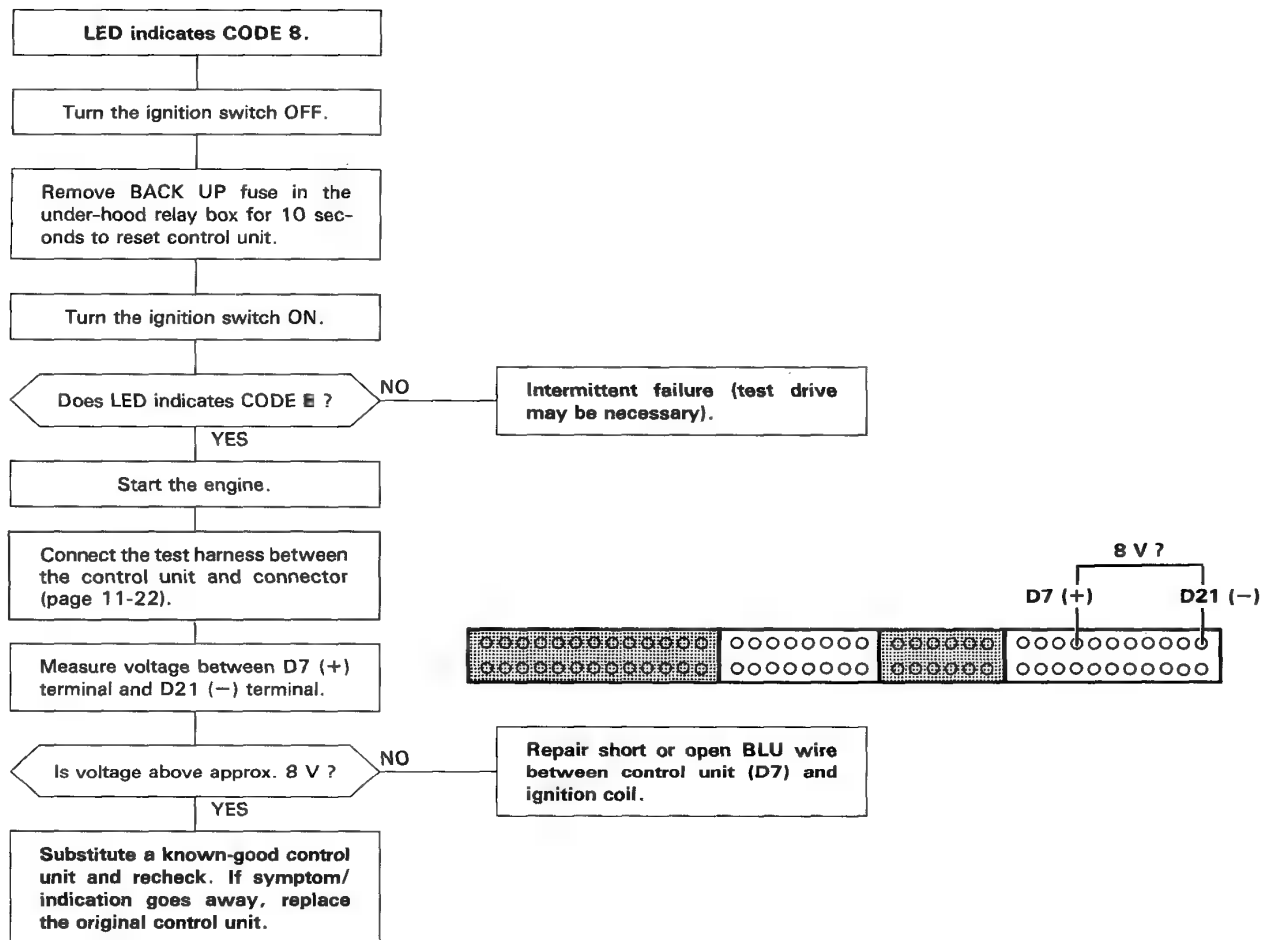 LED indicates CODE 8.
Turn the ignition switch OFF.
Remove BACK UP fuse in the
under-hood relay box for 10 sec-
onds to reset control unit.
Turn the ignition switch ON.
Does LED indicates CODE 8 ?
NO
Intermittent failure (test drive
may be necessary).
YES
Start the engine.
Connect the test harness between
the control unit and connector
(page 11-22).
8 V ?
D7 (+) D21 (−)
Measure voltage between D7 (+)
terminal and D21 (−) terminal.
Is voltage above approx. 8 V ?
NO
Repair short or open BLU wire
between control unit (D7) and
ignition coil.
YES
Substitute a known-good control
unit and recheck. If symptom/
indication goes away, replace
the original control unit.